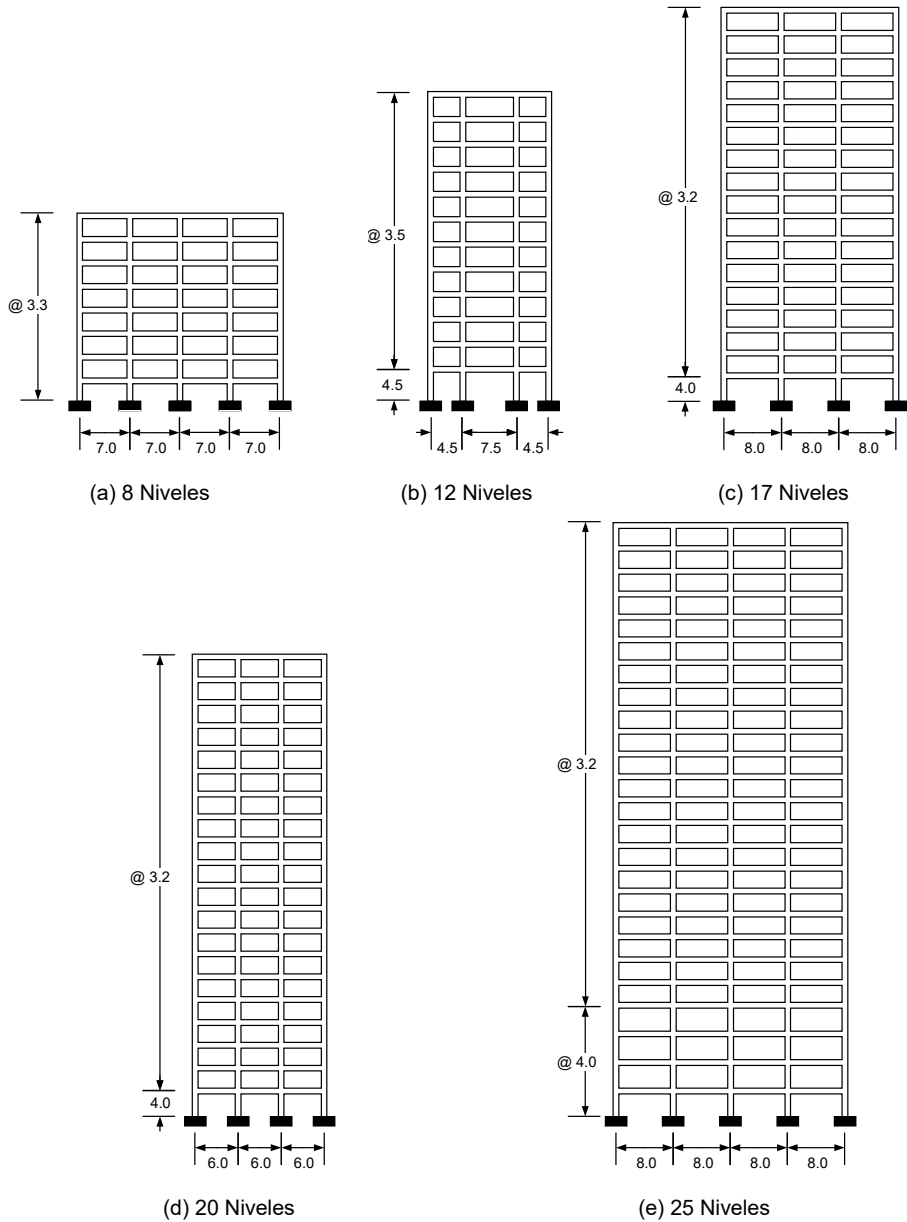 @ 3.2
@ 3.5
@ 3.3
4.5
4.0
7.0 7.0 7.0 7.0
4.5 7.5 4.5
8.0 8.0 8.0
(a) 8 Niveles
(b) 12 Niveles
(c) 17 Niveles
@ 3.2
@ 3.2
@ 4.0
4.0
6.0 6.0 6.0
8.0 8.0 8.0 8.0
(d) 20 Niveles
(e) 25 Niveles